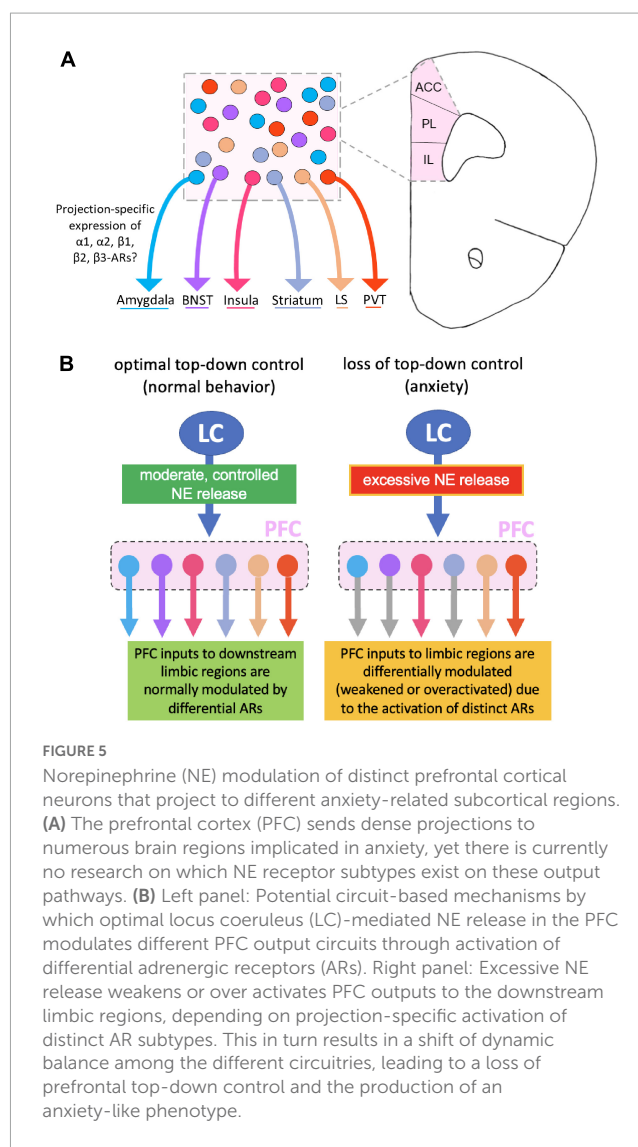 A
ACC
PL
IL
Projection-specific
expression of
α1, α2, β1,
β2, β3-ARs?
Amygdala BNST Insula Striatum LS PVT
B
optimal top-down control
(normal behavior)
loss of top-down control
(anxiety)
LC
LC
moderate, controlled
NE release
excessive NE release
PFC
PFC
PFC inputs to downstream
limbic regions are
normally modulated by
differential ARs
PFC inputs to limbic regions are
differentially modulated
(weakened or overactivated) due
to the activation of distinct ARs
FIGURE 5
Norepinephrine (NE) modulation of distinct prefrontal cortical
neurons that project to different anxiety-related subcortical regions.
(A) The prefrontal cortex (PFC) sends dense projections to
numerous brain regions implicated in anxiety, yet there is currently
no research on which NE receptor subtypes exist on these output
pathways. (B) Left panel: Potential circuit-based mechanisms by
which optimal locus coeruleus (LC)-mediated NE release in the PFC
modulates different PFC output circuits through activation of
differential adrenergic receptors (ARs). Right panel: Excessive NE
release weakens or over activates PFC outputs to the downstream
limbic regions, depending on projection-specific activation of
distinct AR subtypes. This in turn results in a shift of dynamic
balance among the different circuitries, leading to a loss of
prefrontal top-down control and the production of an
anxiety-like phenotype.